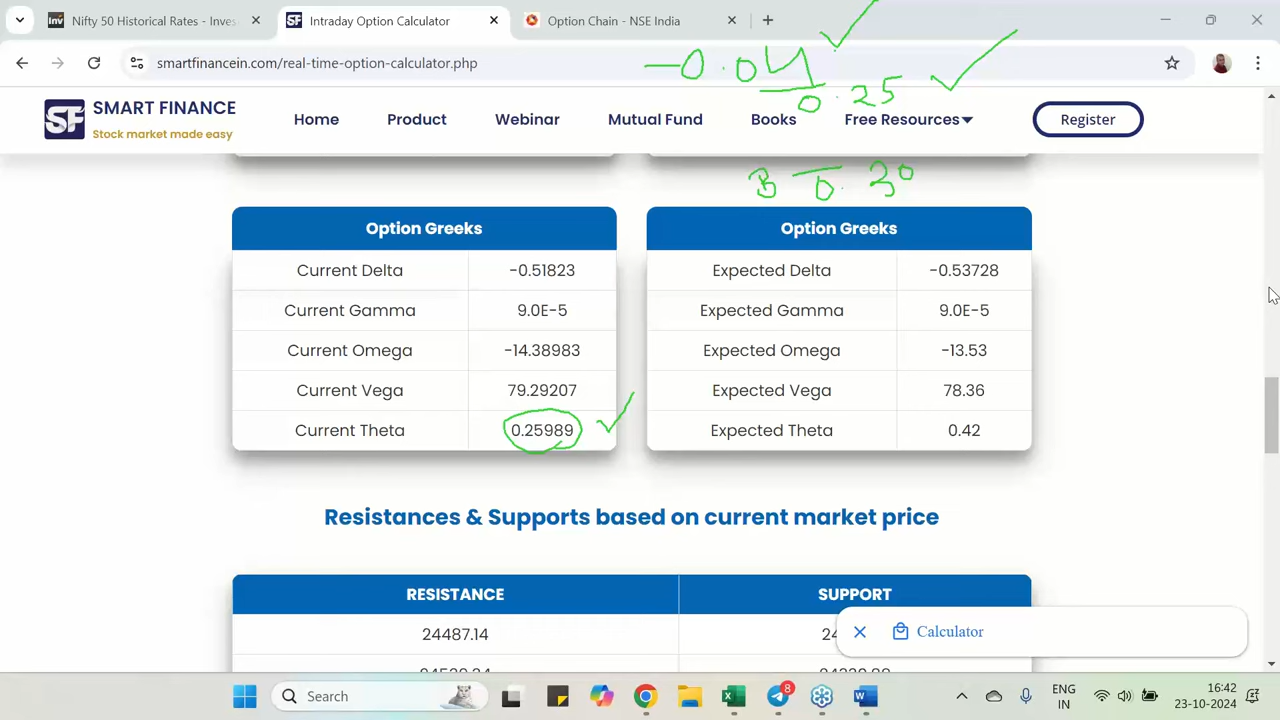 Nifty 50 Historical Rates - Inves
Intraday Option Calculator
Option Chain - NSE India
smartfinancein.com/real-time-option-calculator.php
-0.04
0.25
SF
SMART FINANCE
Stock market made easy
Home
Product
Webinar
Mutual Fund
Books
Free Resources
Register
B 0.30
Option Greeks
Current Delta -0.51823
Current Gamma 9.0E-5
Current Omega -14.38983
Current Vega 79.29207
Current Theta 0.25989
Option Greeks
Expected Delta -0.53728
Expected Gamma 9.0E-5
Expected Omega -13.53
Expected Vega 78.36
Expected Theta 0.42
Resistances & Supports based on current market price
RESISTANCE SUPPORT
24487.14
Calculator
Search
8
ENG
IN
16:42
23-10-2024